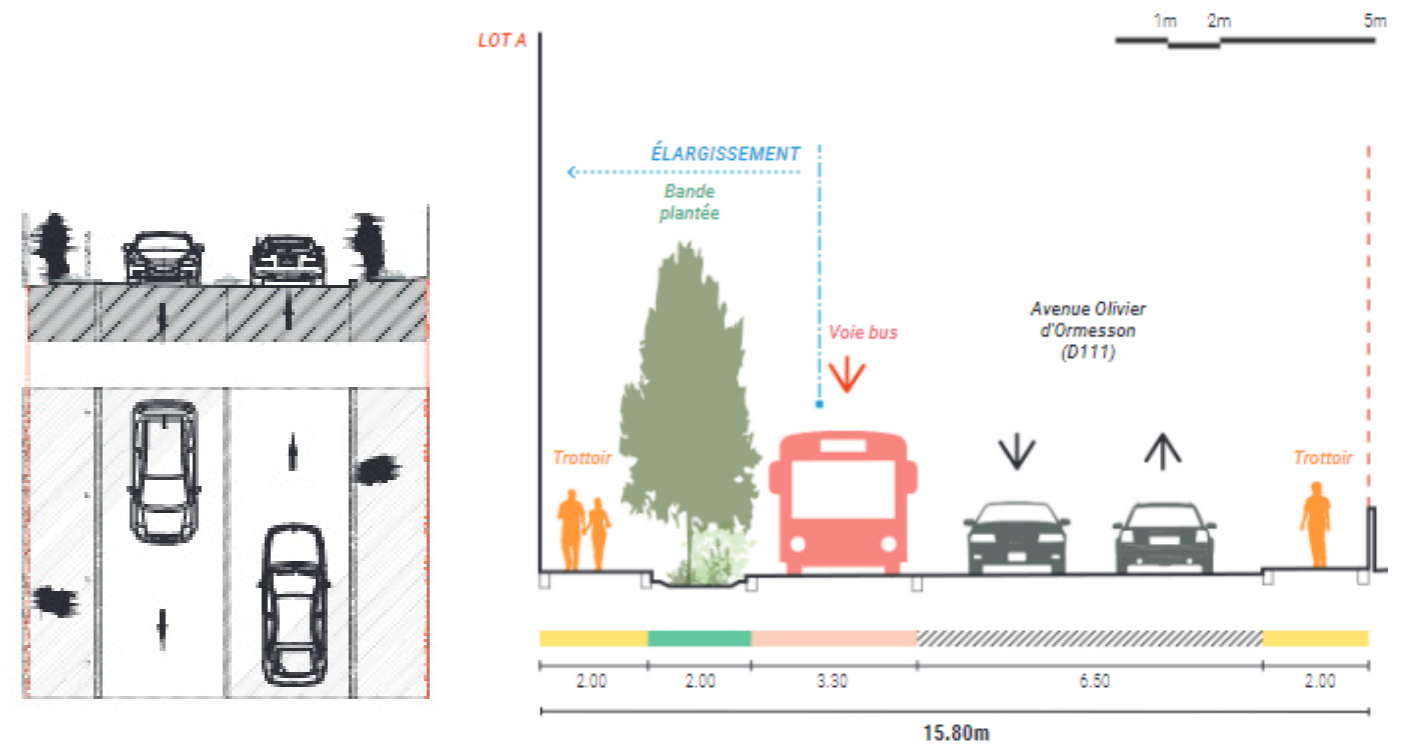 1m 2m 5m
LOT A
ÉLARGISSEMENT
Bande
plantée
Avenue Olivier
d'Ormesson
(D111)
Voie bus
Trottoir
Trottoir
2.00 2.00 3.30 6.50 2.00
15.80m